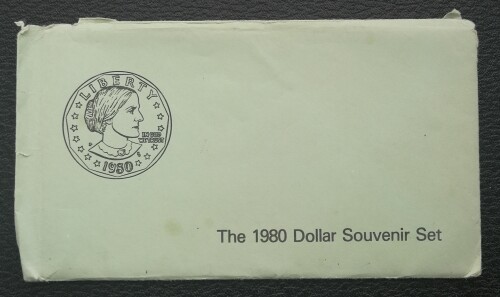 LIBERTY
IN GOD
WE TRUST
1980
The 1980 Dollar Souvenir Set